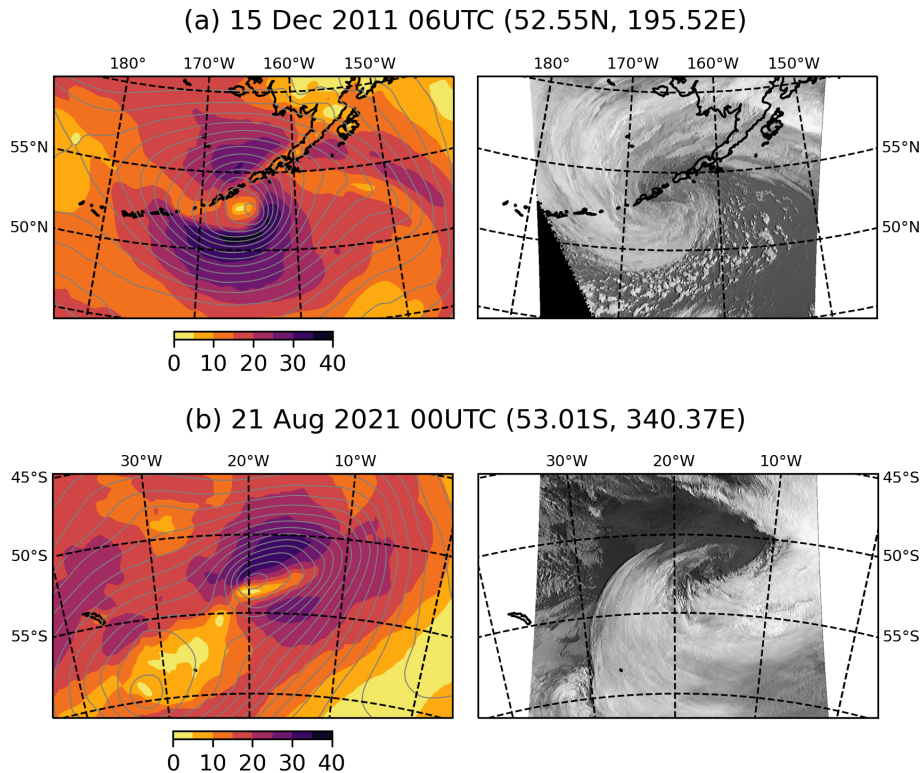 (a) 15 Dec 2011 06UTC (52.55N, 195.52E)
180° 170°W 160°W 150°W 180° 170°W 160°W 150°W
55°N 55°N
50°N 50°N
0 10 20 30 40
(b) 21 Aug 2021 00UTC (53.01S, 340.37E)
30°W 20°W 10°W 30°W 20°W 10°W
45°S 45°S
50°S 50°S
55°S 55°S
0 10 20 30 40